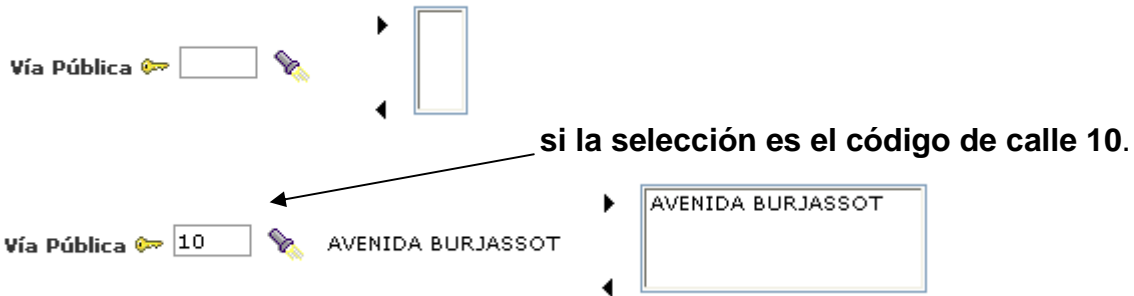 Vía Pública
si la selección es el código de calle 10.
Vía Pública 10 AVENIDA BURJASSOT AVENIDA BURJASSOT